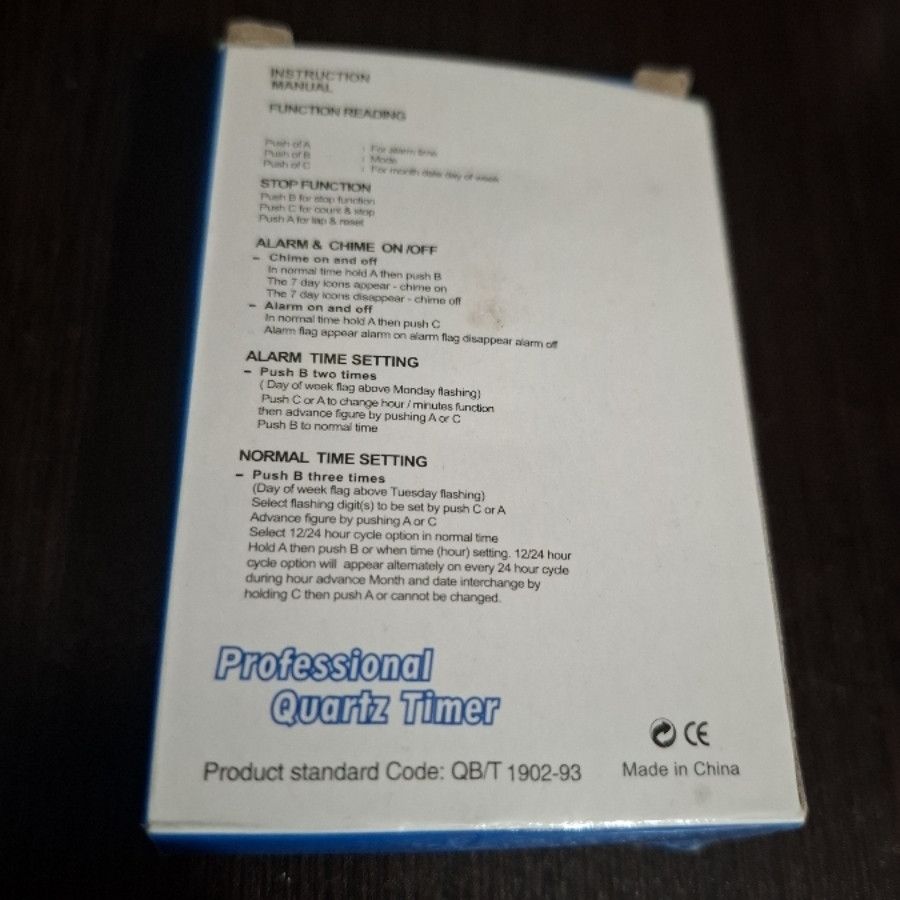 INSTRUCTION
MANUAL
FUNCTION READING
Push of A : For alarm time
Push of B : Mode
Push of C : For month date day of week
STOP FUNCTION
Push B for stop function
Push C for count & stop
Push A for lap & reset
ALARM & CHIME ON /OFF
– Chime on and off
In normal time hold A then push B
The 7 day icons appear - chime on
The 7 day icons disappear - chime off
– Alarm on and off
In normal time hold A then push C
Alarm flag appear alarm on alarm flag disappear alarm off
ALARM TIME SETTING
– Push B two times
( Day of week flag above Monday flashing)
Push C or A to change hour / minutes function
then advance figure by pushing A or C
Push B to normal time
NORMAL TIME SETTING
– Push B three times
(Day of week flag above Tuesday flashing)
Select flashing digit(s) to be set by push C or A
Advance figure by pushing A or C
Select 12/24 hour cycle option in normal time
Hold A then push B or when time (hour) setting. 12/24 hour
cycle option will appear alternately on every 24 hour cycle
during hour advance Month and date interchange by
holding C then push A or cannot be changed.
Professional
Quartz Timer
CE
Product standard Code: QB/T 1902-93
Made in China